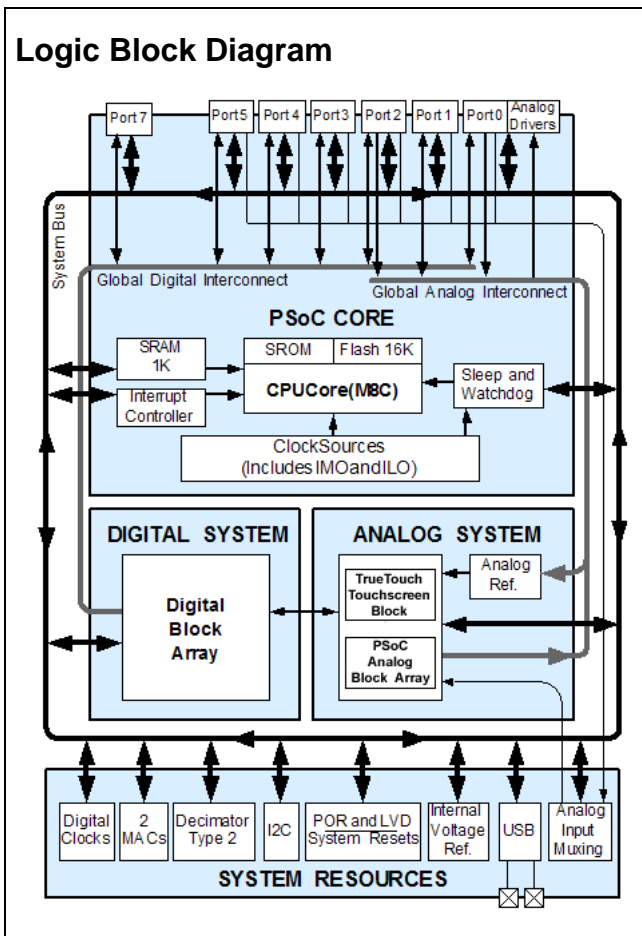 Logic Block Diagram
Port 7
Port5
Port 4
Port 3
Port 2
Port 1
Port0
Analog
Drivers
System Bus
Global Digital Interconnect
Global Analog Interconnect
PSoC CORE
SRAM
1K
SROM
Flash 16K
Interrupt
Controller
CPUCore(M8C)
Sleep and
Watchdog
ClockSources
(IncludesIMOandILO)
DIGITAL SYSTEM
ANALOG SYSTEM
Digital
Block
Array
TrueTouch
Touchscreen
Block
Analog
Ref.
PSoC
Analog
Block Array
Digital
Clocks
2
MACs
Decimator
Type 2
I2C
POR and LVD
System Resets
Internal
Voltage
Ref.
USB
Analog
Input
Muxing
SYSTEM RESOURCES